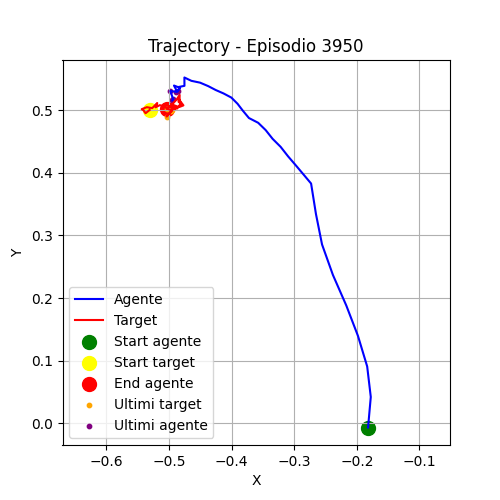 Trajectory - Episodio 3950
0.5
0.4
0.3
0.2
0.1
0.0
Y
Agente
Target
Start agente
Start target
End agente
Ultimi target
Ultimi agente
−0.6
−0.5
−0.4
−0.3
−0.2
−0.1
X